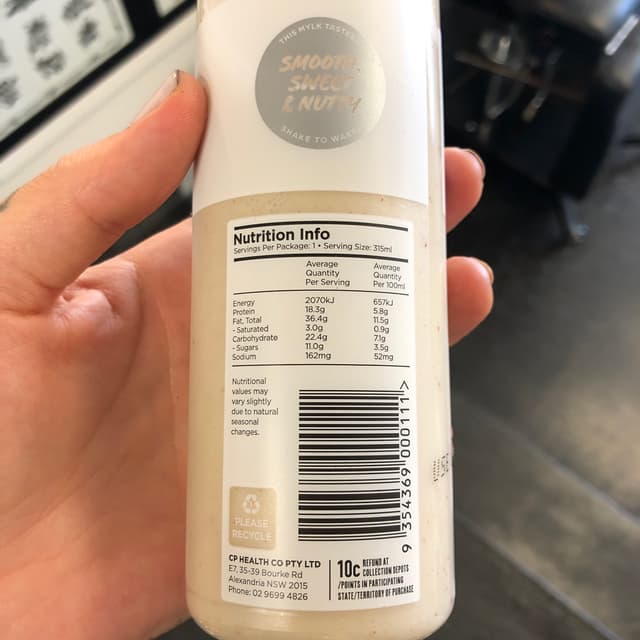 THIS MYLK TASTES
SMOOTH,
SWEET
& NUTTY
SHAKE TO
Nutrition Info
Servings Per Package: 1 • Serving Size: 315ml
Average Quantity Per Serving Average Quantity Per 100ml
Energy 2070kJ 657kJ
Protein 18.3g 5.8g
Fat, Total 36.4g 11.5g
- Saturated 3.0g 0.9g
Carbohydrate 22.4g 7.1g
- Sugars 11.0g 3.5g
Sodium 162mg 52mg
Nutritional
values may
vary slightly
due to natural
seasonal
changes.
9 354369 000111 >
PLEASE
RECYCLE
CP HEALTH CO PTY LTD
E7, 35-39 Bourke Rd
Alexandria NSW 2015
Phone: 02 9699 4826
10c REFUND AT
COLLECTION DEPOTS
/POINTS IN PARTICIPATING
STATE/TERRITORY OF PURCHASE